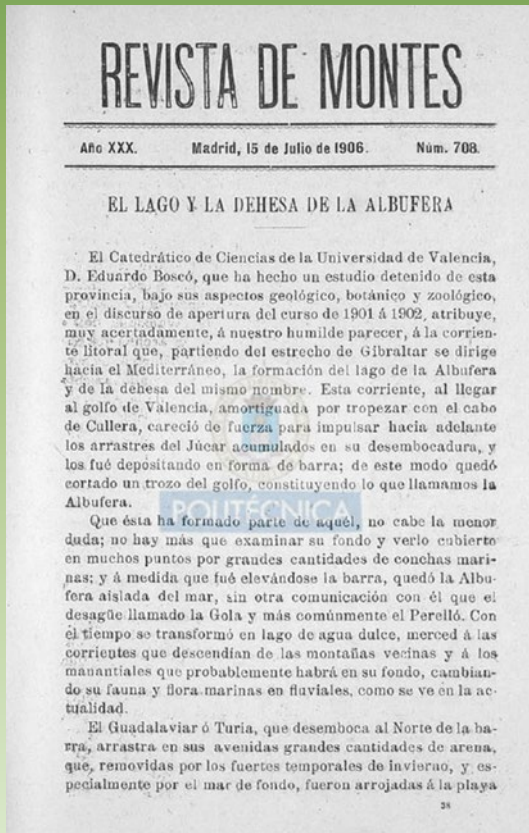 REVISTA DE MONTES
Año XXX. Madrid, 15 de Julio de 1906. Núm. 708.
EL LAGO Y LA DEHESA DE LA ALBUFERA
El Catedrático de Ciencias de la Universidad de Valencia,
D. Eduardo Boscó, que ha hecho un estudio detenido de esta
provincia, bajo sus aspectos geológico, botánico y zoológico,
en el discurso de apertura del curso de 1901 á 1902, atribuye,
muy acertadamente, á nuestro humilde parecer, á la corrien-
te litoral que, partiendo del estrecho de Gibraltar se dirige
hacia el Mediterráneo, la formación del lago de la Albufera
y de la dehesa del mismo nombre. Esta corriente, al llegar
al golfo de Valencia, amortiguada por tropezar con el cabo
de Cullera, careció de fuerza para impulsar hacia adelante
los arrastres del Júcar acumulados en su desembocadura, y
los fué depositando en forma de barra; de este modo quedó
cortado un trozo del golfo, constituyendo lo que llamamos la
Albufera.
POLITÉCNICA
Que ésta ha formado parte de aquél, no cabe la menor
duda; no hay más que examinar su fondo y verlo cubierto
en muchos puntos por grandes cantidades de conchas mari-
nas; y á medida que fué elevándose la barra, quedó la Albu-
fera aislada del mar, sin otra comunicación con él que el
desagüe llamado la Gola y más comúnmente el Perelló. Con
el tiempo se transformó en lago de agua dulce, merced á las
corrientes que descendían de las montañas vecinas y á los
manantiales que probablemente habrá en su fondo, cambian-
do su fauna y flora marinas en fluviales, como se ve en la ac-
tualidad.
El Guadalaviar ó Turia, que desemboca al Norte de la ba-
rra, arrastra en sus avenidas grandes cantidades de arena,
que, removidas por los fuertes temporales de invierno, y es-
pecialmente por el mar de fondo, fueron arrojadas á la playa
38